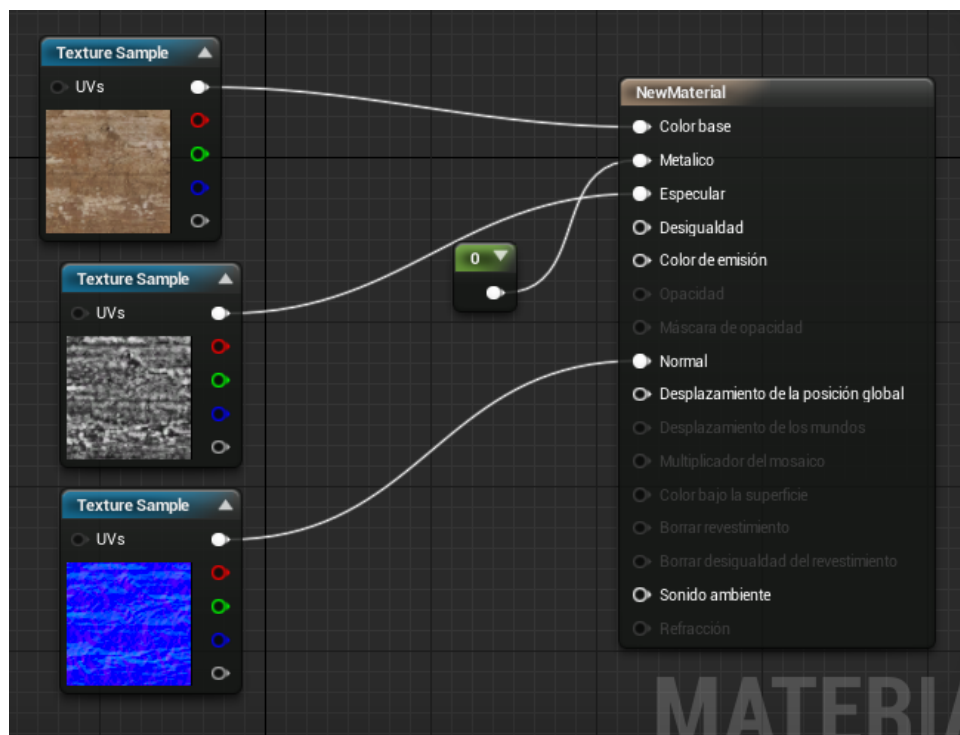 Texture Sample
UVs
Texture Sample
UVs
Texture Sample
UVs
0
NewMaterial
Color base
Metalico
Especular
Desigualdad
Color de emisión
Opacidad
Máscara de opacidad
Normal
Desplazamiento de la posición global
Desplazamiento de los mundos
Multiplicador del mosaico
Color bajo la superficie
Borrar revestimiento
Borrar desigualdad del revestimiento
Sonido ambiente
Refracción
MATERIA